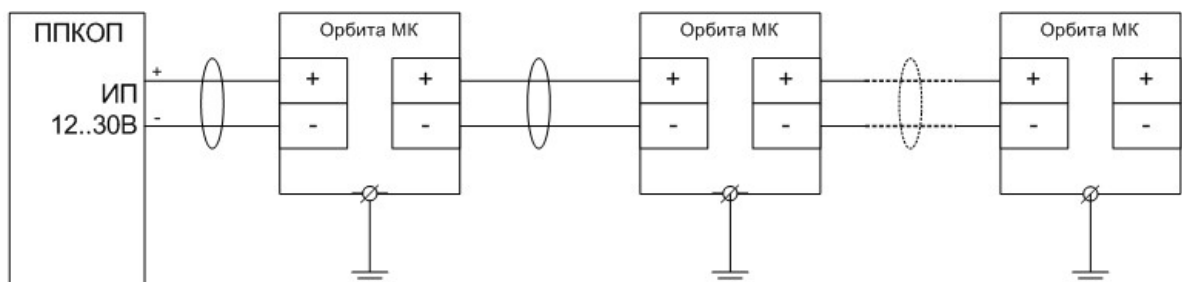 ППКОП
Орбита МК
Орбита МК
Орбита МК
+
+ +
+ +
+ +
ИП
12..30В
-
- -
- -
- -